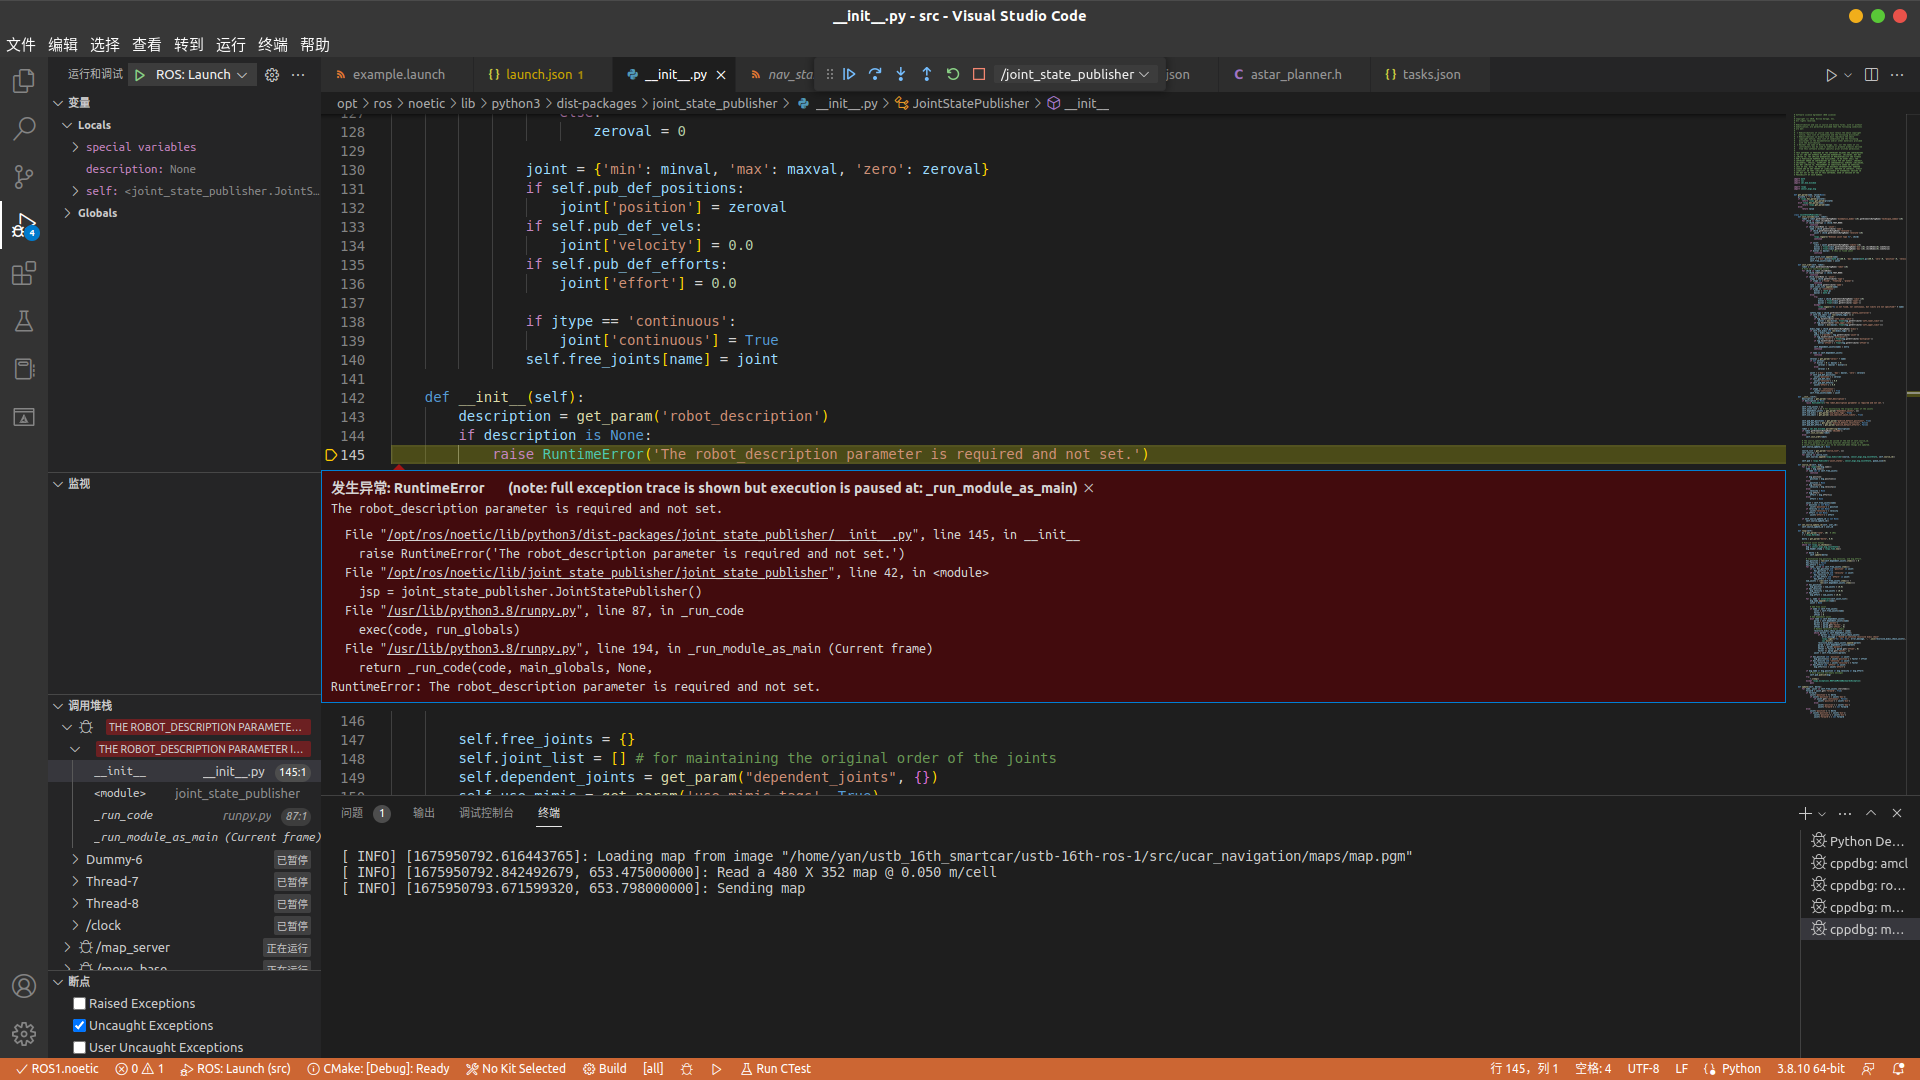 __init__.py - src - Visual Studio Code
文件 编辑 选择 查看 转到 运行 终端 帮助
运行和调试 ROS: Launch
example.launch
launch.json 1
__init__.py
nav_sta
/joint_state_publisher
json
astar_planner.h
tasks.json
opt > ros > noetic > lib > python3 > dist-packages > joint_state_publisher > __init__.py > JointStatePublisher > __init__
变量
Locals
special variables
description: None
self: <joint_state_publisher.JointS...
Globals
监视
调用堆栈
THE ROBOT_DESCRIPTION PARAMETE...
THE ROBOT_DESCRIPTION PARAMETER I...
__init__ __init__.py 145:1
<module> joint_state_publisher
_run_code runpy.py 87:1
_run_module_as_main (Current frame)
Dummy-6 已暂停
Thread-7 已暂停
Thread-8 已暂停
/clock 已暂停
/map_server 正在运行
/move_base 正在运行
断点
Raised Exceptions
Uncaught Exceptions
User Uncaught Exceptions
127 else:
128 zeroval = 0
129
130 joint = {'min': minval, 'max': maxval, 'zero': zeroval}
131 if self.pub_def_positions:
132 joint['position'] = zeroval
133 if self.pub_def_vels:
134 joint['velocity'] = 0.0
135 if self.pub_def_efforts:
136 joint['effort'] = 0.0
137
138 if jtype == 'continuous':
139 joint['continuous'] = True
140 self.free_joints[name] = joint
141
142 def __init__(self):
143 description = get_param('robot_description')
144 if description is None:
145 raise RuntimeError('The robot_description parameter is required and not set.')
发生异常: RuntimeError (note: full exception trace is shown but execution is paused at: _run_module_as_main)
The robot_description parameter is required and not set.
File "/opt/ros/noetic/lib/python3/dist-packages/joint_state_publisher/__init__.py", line 145, in __init__
raise RuntimeError('The robot_description parameter is required and not set.')
File "/opt/ros/noetic/lib/joint_state_publisher/joint_state_publisher", line 42, in <module>
jsp = joint_state_publisher.JointStatePublisher()
File "/usr/lib/python3.8/runpy.py", line 87, in _run_code
exec(code, run_globals)
File "/usr/lib/python3.8/runpy.py", line 194, in _run_module_as_main (Current frame)
return _run_code(code, main_globals, None,
RuntimeError: The robot_description parameter is required and not set.
146
147 self.free_joints = {}
148 self.joint_list = [] # for maintaining the original order of the joints
149 self.dependent_joints = get_param("dependent_joints", {})
150 self.use_mimic = get_param('use_mimic_tags', True)
问题 1 输出 调试控制台 终端
[ INFO] [1675950792.616443765]: Loading map from image "/home/yan/ustb_16th_smartcar/ustb-16th-ros-1/src/ucar_navigation/maps/map.pgm"
[ INFO] [1675950792.842492679, 653.475000000]: Read a 480 X 352 map @ 0.050 m/cell
[ INFO] [1675950793.671599320, 653.798000000]: Sending map
Python De...
cppdbg: amcl
cppdbg: ro...
cppdbg: m...
cppdbg: m...
4
ROS1.noetic 0 1 ROS: Launch (src) CMake: [Debug]: Ready No Kit Selected Build [all] Run CTest 行 145, 列 1 空格: 4 UTF-8 LF Python 3.8.10 64-bit